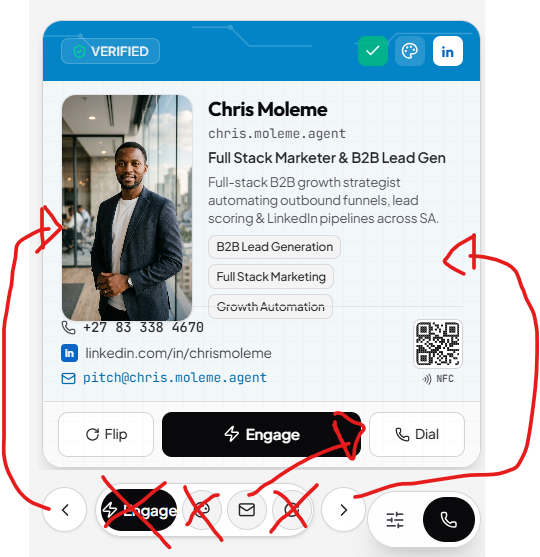 VERIFIED
in
Chris Moleme
chris.moleme.agent
Full Stack Marketer & B2B Lead Gen
Full-stack B2B growth strategist
automating outbound funnels, lead
scoring & LinkedIn pipelines across SA.
B2B Lead Generation
Full Stack Marketing
Growth Automation
+27 83 338 4670
in linkedin.com/in/chrismoleme
pitch@chris.moleme.agent
NFC
Flip
Engage
Dial
Engage